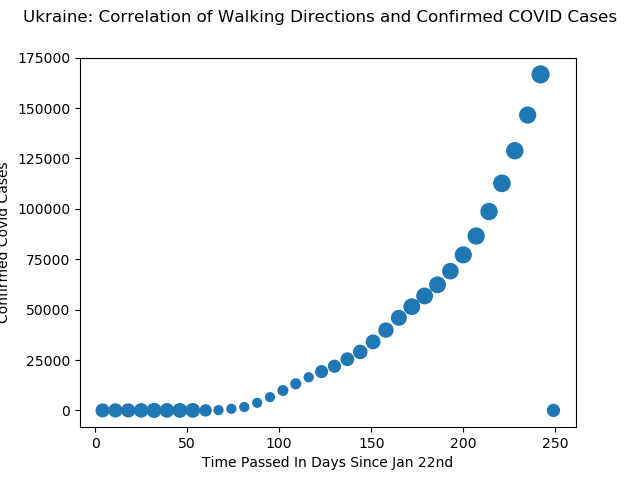 Ukraine: Correlation of Walking Directions and Confirmed COVID Cases
175000
150000
125000
100000
75000
50000
25000
0
Confirmed Covid Cases
0 50 100 150 200 250
Time Passed In Days Since Jan 22nd